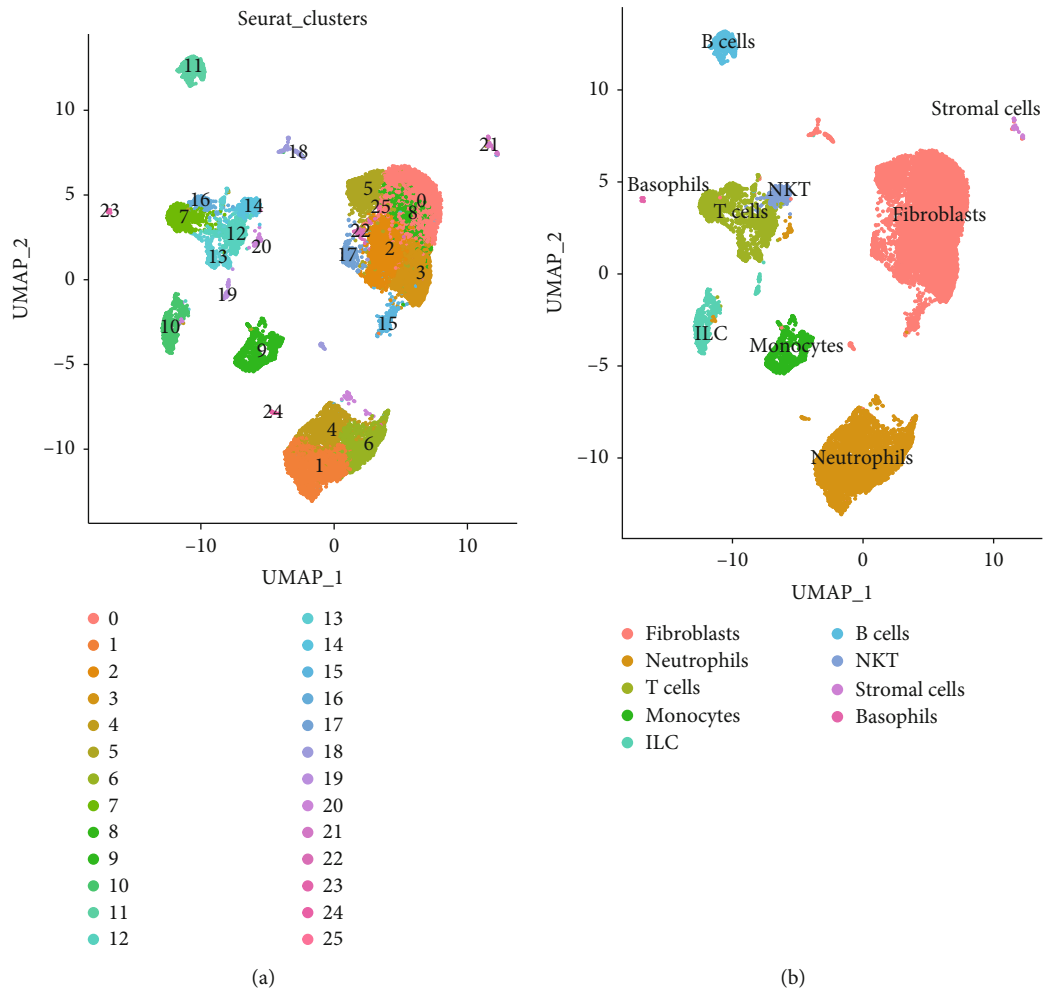 Seurat_clusters
11
10
21
18
5
16
5
0
14
25
8
23
7
22
12
20
2
17
13
3
0
19
15
10
9
−5
24
4
6
−10
1
−10
0
10
UMAP_1
UMAP_2
0
1
2
3
4
5
6
7
8
9
10
11
12
13
14
15
16
17
18
19
20
21
22
23
24
25
(a)
B cells
10
Stromal cells
5
Basophils
NKT
T cells
Fibroblasts
0
ILC
Monocytes
−5
−10
Neutrophils
−10
0
10
UMAP_1
UMAP_2
Fibroblasts
Neutrophils
T cells
Monocytes
ILC
B cells
NKT
Stromal cells
Basophils
(b)